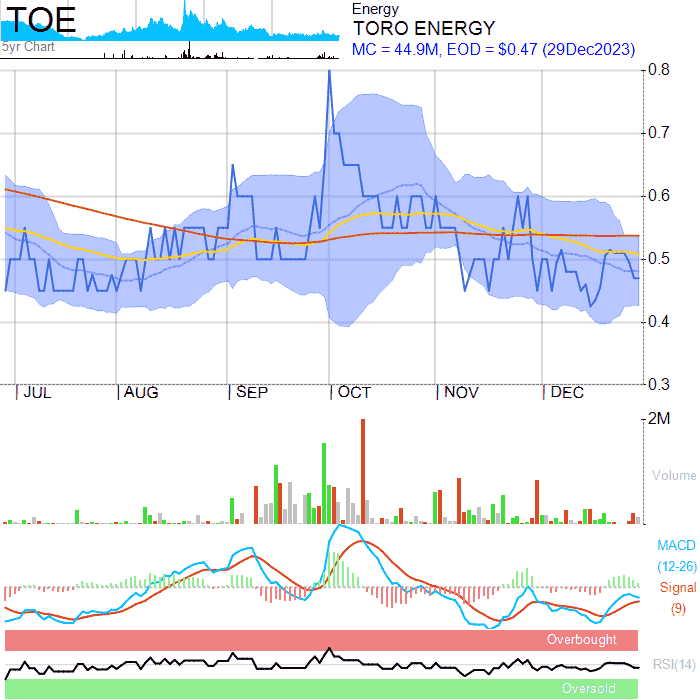 TOE
5yr Chart
Energy
TORO ENERGY
MC = 44.9M, EOD = $0.47 (29Dec2023)
0.8
0.7
0.6
0.5
0.4
0.3
JUL AUG SEP OCT NOV DEC
2M
Volume
MACD
(12-26)
Signal
(9)
Overbought
RSI(14)
Oversold